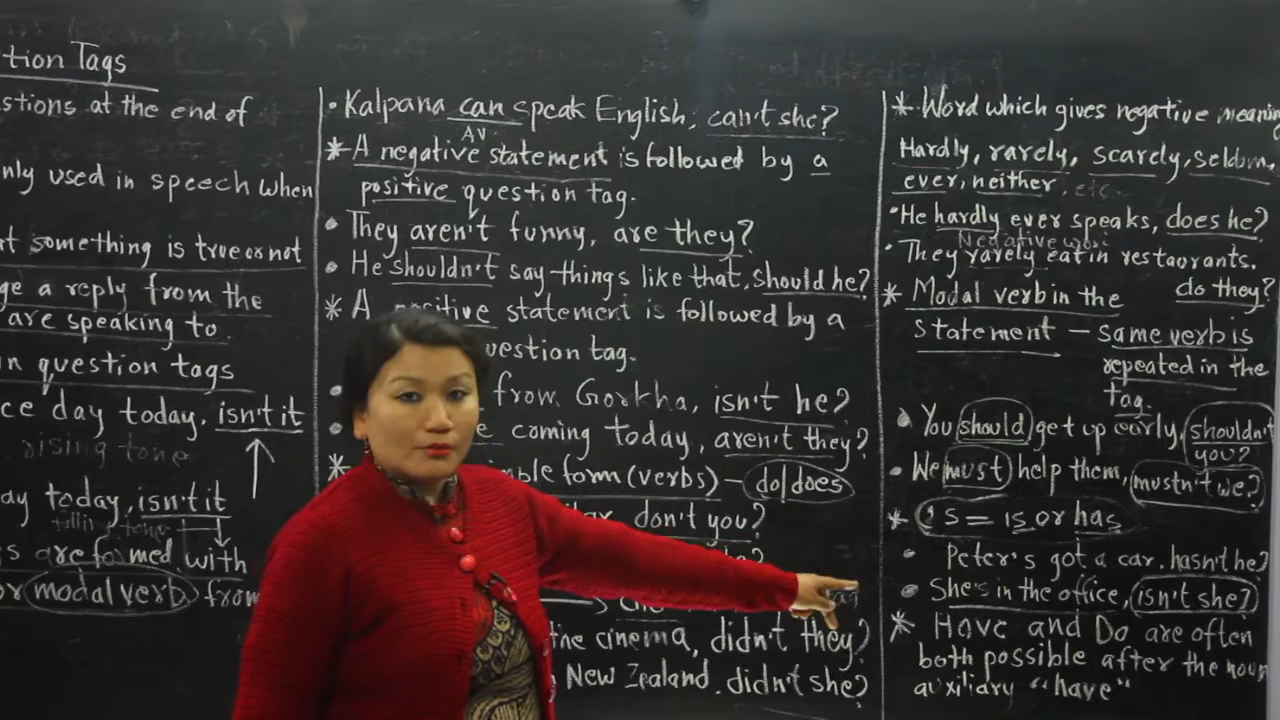 tion Tags
stions at the end of
nly used in speech when
t something is true or not
ge a reply from the
are speaking to.
n question tags
ce day today, isn't it
rising tone
ay today, isn't it
falling tone
s are formed with
or modal verb from
• Kalpana can speak English, can't she?
AV
* A negative statement is followed by a
positive question tag.
• They aren't funny, are they?
• He shouldn't say things like that, should he?
* A positive statement is followed by a
uestion tag.
from Gorkha, isn't he?
coming today, aren't they?
* ple form (verbs) - do/does
don't you?
the cinema, didn't they?
New Zealand. didn't she?
* Word which gives negative meaning
Hardly, rarely, scarely, seldom,
ever, neither, etc.
• He hardly ever speaks, does he?
Negative word
• They rarely eat in restaurants.
do they?
* Modal verb in the
statement - same verb is
repeated in the
tag.
• You should get up early, shouldn't
you?
• We must help them, mustn't we?
* 's = is or has
• Peter's got a car. hasn't he?
• She's in the office, isn't she?
* Have and Do are often
both possible after the noun
auxiliary "have"